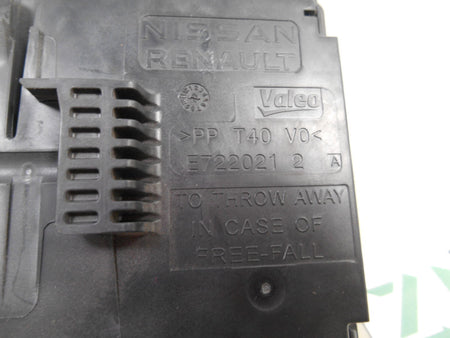 NISSAN
RENAULT
Valeo
>PP T40 V0<
E722021 2 A
TO THROW AWAY
IN CASE OF
FREE-FALL